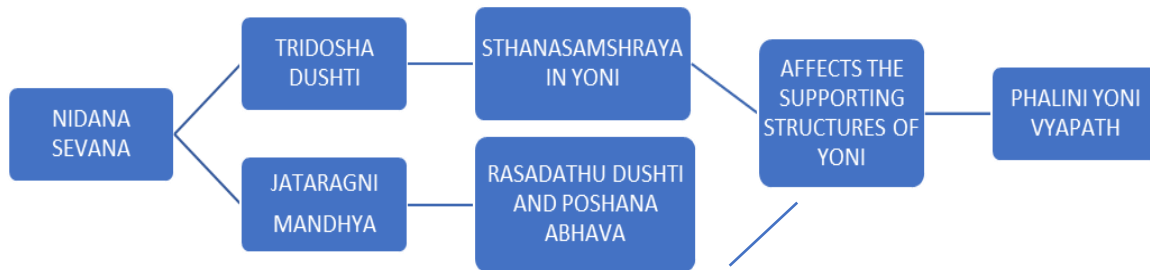 NIDANA
SEVANA
TRIDOSHA
DUSHTI
JATARAGNI
MANDHYA
STHANASAMSHRAYA
IN YONI
RASADATHU DUSHTI
AND POSHANA
ABHAVA
AFFECTS THE
SUPPORTING
STRUCTURES OF
YONI
PHALINI YONI
VYAPATH